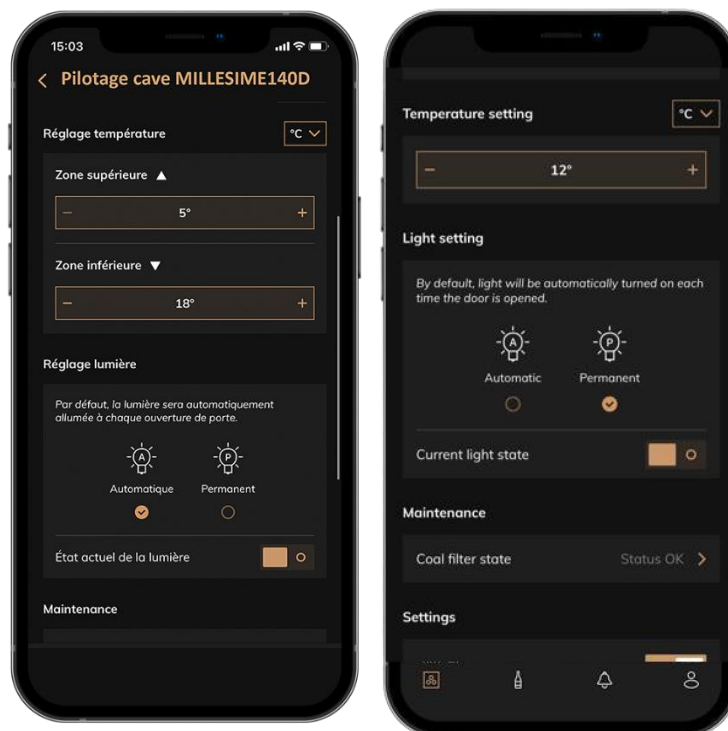 15:03
Pilotage cave MILLESIME140D
Réglage température
°C
Zone supérieure
− 5° +
Zone inférieure
− 18° +
Réglage lumière
Par défaut, la lumière sera automatiquement
allumée à chaque ouverture de porte.
A P
Automatique Permanent
État actuel de la lumière
Maintenance
Temperature setting
°C
− 12° +
Light setting
By default, light will be automatically turned on each
time the door is opened.
A P
Automatic Permanent
Current light state
Maintenance
Coal filter state Status OK
Settings